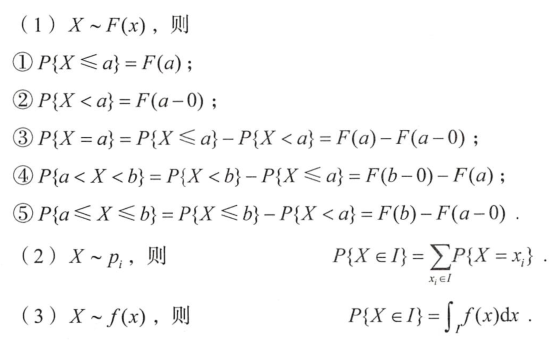 （1）X ~ F(x)，则
① P{X ≤ a} = F(a)；
② P{X < a} = F(a−0)；
③ P{X = a} = P{X ≤ a} − P{X < a} = F(a) − F(a−0)；
④ P{a < X < b} = P{X < b} − P{X ≤ a} = F(b−0) − F(a)；
⑤ P{a ≤ X ≤ b} = P{X ≤ b} − P{X < a} = F(b) − F(a−0)．
（2）X ~ pᵢ，则 P{X ∈ I} = ∑_{xᵢ∈I} P{X = xᵢ}．
（3）X ~ f(x)，则 P{X ∈ I} = ∫_I f(x)dx．